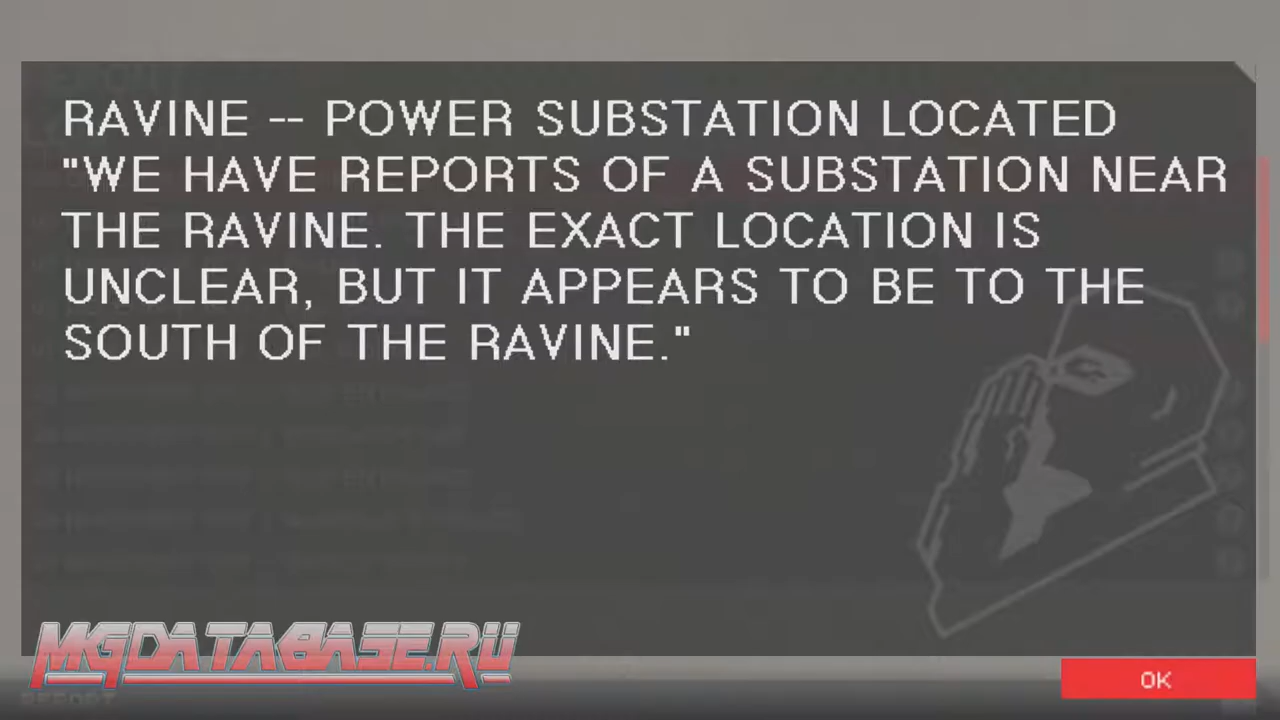 RAVINE -- POWER SUBSTATION LOCATED
"WE HAVE REPORTS OF A SUBSTATION NEAR
THE RAVINE. THE EXACT LOCATION IS
UNCLEAR, BUT IT APPEARS TO BE TO THE
SOUTH OF THE RAVINE."
MGDATABASE.RU
OK
REPORT